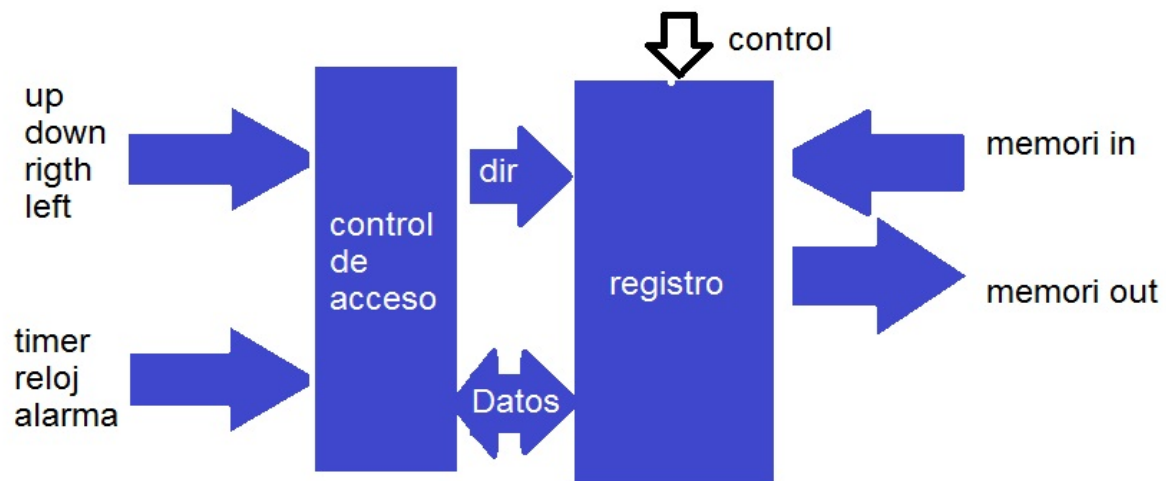 control
up
down
rigth
left
dir
control
de
acceso
registro
memori in
memori out
timer
reloj
alarma
Datos